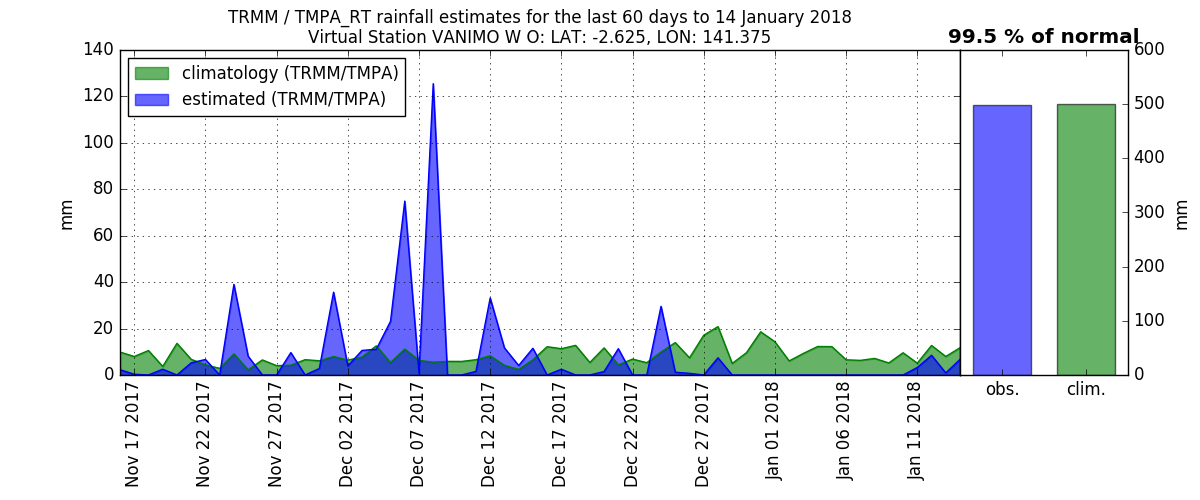 TRMM / TMPA_RT rainfall estimates for the last 60 days to 14 January 2018
Virtual Station VANIMO W O: LAT: -2.625, LON: 141.375
99.5 % of normal
climatology (TRMM/TMPA)
estimated (TRMM/TMPA)
mm
140
120
100
80
60
40
20
0
Nov 17 2017
Nov 22 2017
Nov 27 2017
Dec 02 2017
Dec 07 2017
Dec 12 2017
Dec 17 2017
Dec 22 2017
Dec 27 2017
Jan 01 2018
Jan 06 2018
Jan 11 2018
obs.
clim.
600
500
400
300
200
100
0
mm